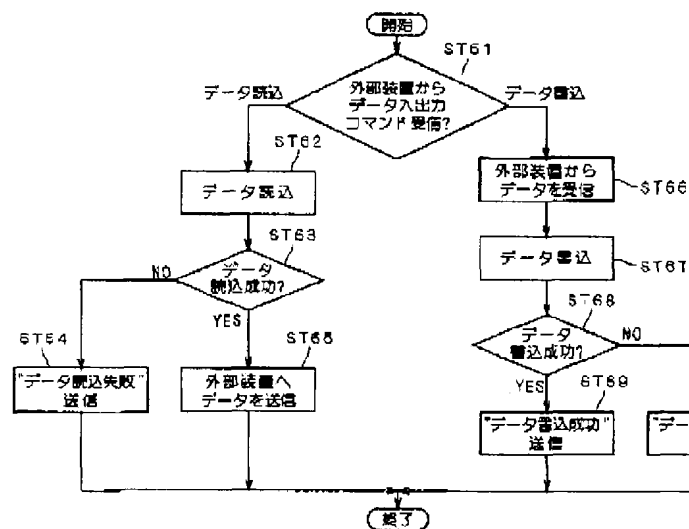 開始
ST61
外部装置から
データ入出力
コマンド受信?
データ読込
データ書込
ST62
データ読込
ST66
外部装置から
データを受信
ST63
データ
読込成功?
NO
YES
ST67
データ書込
ST68
データ
書込成功?
NO
YES
ST64
"データ読込失敗"
送信
ST65
外部装置へ
データを送信
ST69
"データ書込成功"
送信
"デー
終了